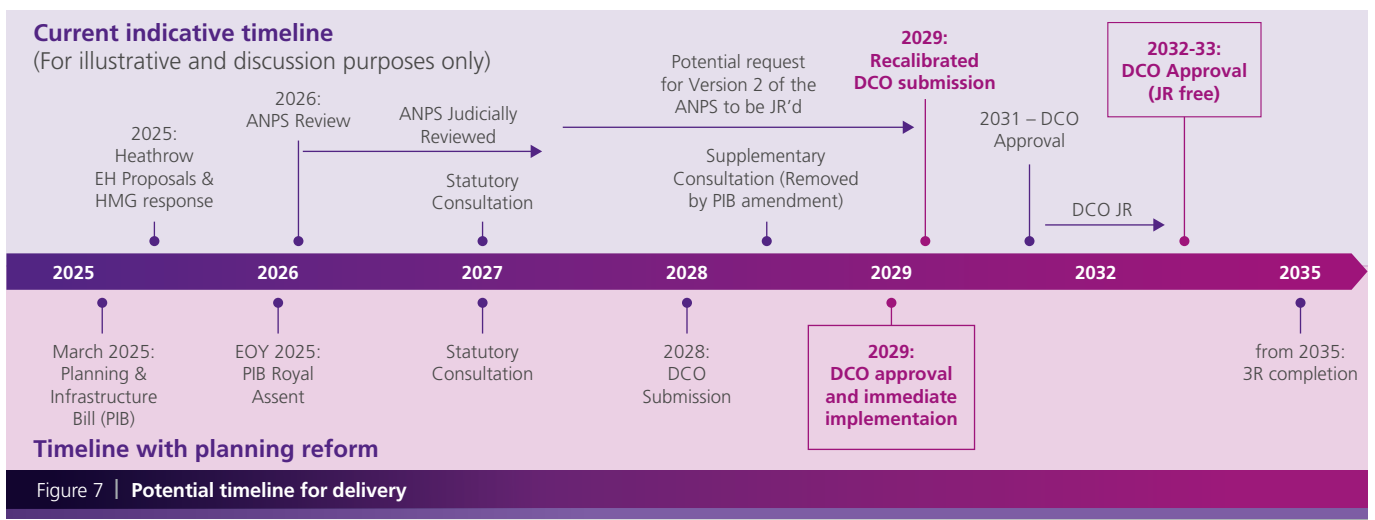 Current indicative timeline
(For illustrative and discussion purposes only)
2025:
Heathrow
EH Proposals &
HMG response
2026:
ANPS Review
ANPS Judicially
Reviewed
Statutory
Consultation
Potential request
for Version 2 of the
ANPS to be JR’d
Supplementary
Consultation (Removed
by PIB amendment)
2029:
Recalibrated
DCO submission
2031 – DCO
Approval
DCO JR
2032-33:
DCO Approval
(JR free)
2025 2026 2027 2028 2029 2032 2035
March 2025:
Planning &
Infrastructure
Bill (PIB)
EOY 2025:
PIB Royal
Assent
Statutory
Consultation
2028:
DCO
Submission
2029:
DCO approval
and immediate
implementaion
from 2035:
3R completion
Timeline with planning reform
Figure 7 | Potential timeline for delivery